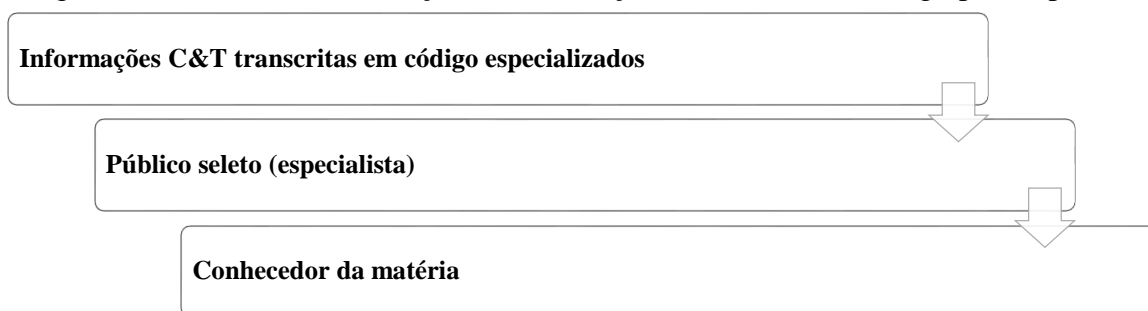 Informações C&T transcritas em código especializados
Público seleto (especialista)
Conhecedor da matéria